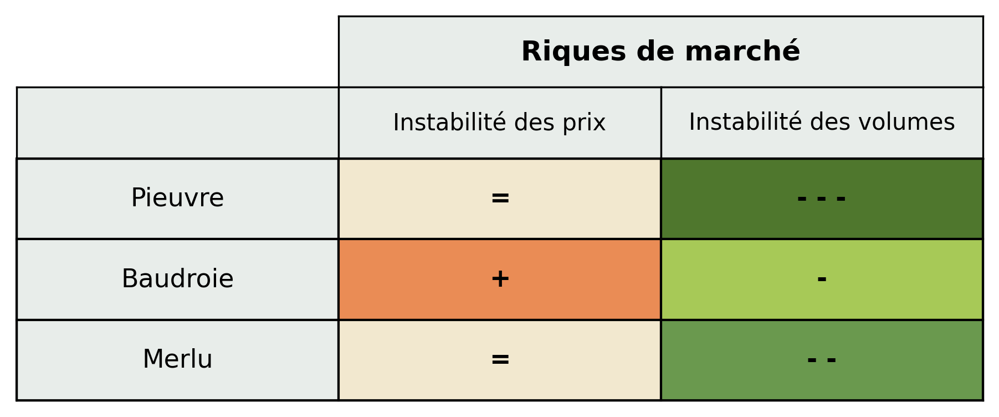 Riques de marché
Instabilité des prix Instabilité des volumes
Pieuvre = - - -
Baudroie + -
Merlu = - -